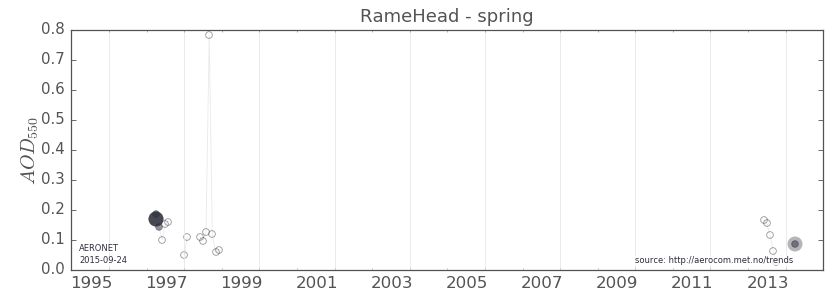 RameHead - spring
0.8
0.7
0.6
0.5
0.4
0.3
0.2
0.1
0.0
AOD550
AERONET
2015-09-24
source: http://aerocom.met.no/trends
1995 1997 1999 2001 2003 2005 2007 2009 2011 2013